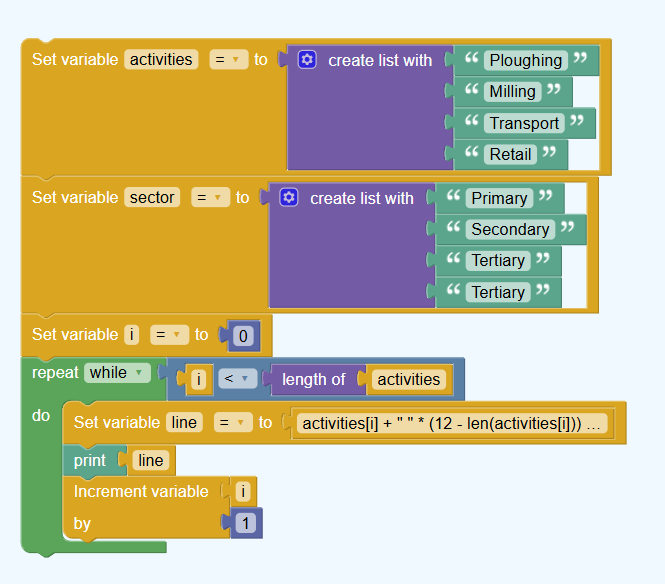 Set variable activities = to create list with “ Ploughing ”
“ Milling ”
“ Transport ”
“ Retail ”
Set variable sector = to create list with “ Primary ”
“ Secondary ”
“ Tertiary ”
“ Tertiary ”
Set variable i = to 0
repeat while i < length of activities
do
Set variable line = to activities[i] + " " * (12 - len(activities[i])) ...
print line
Increment variable i
by 1